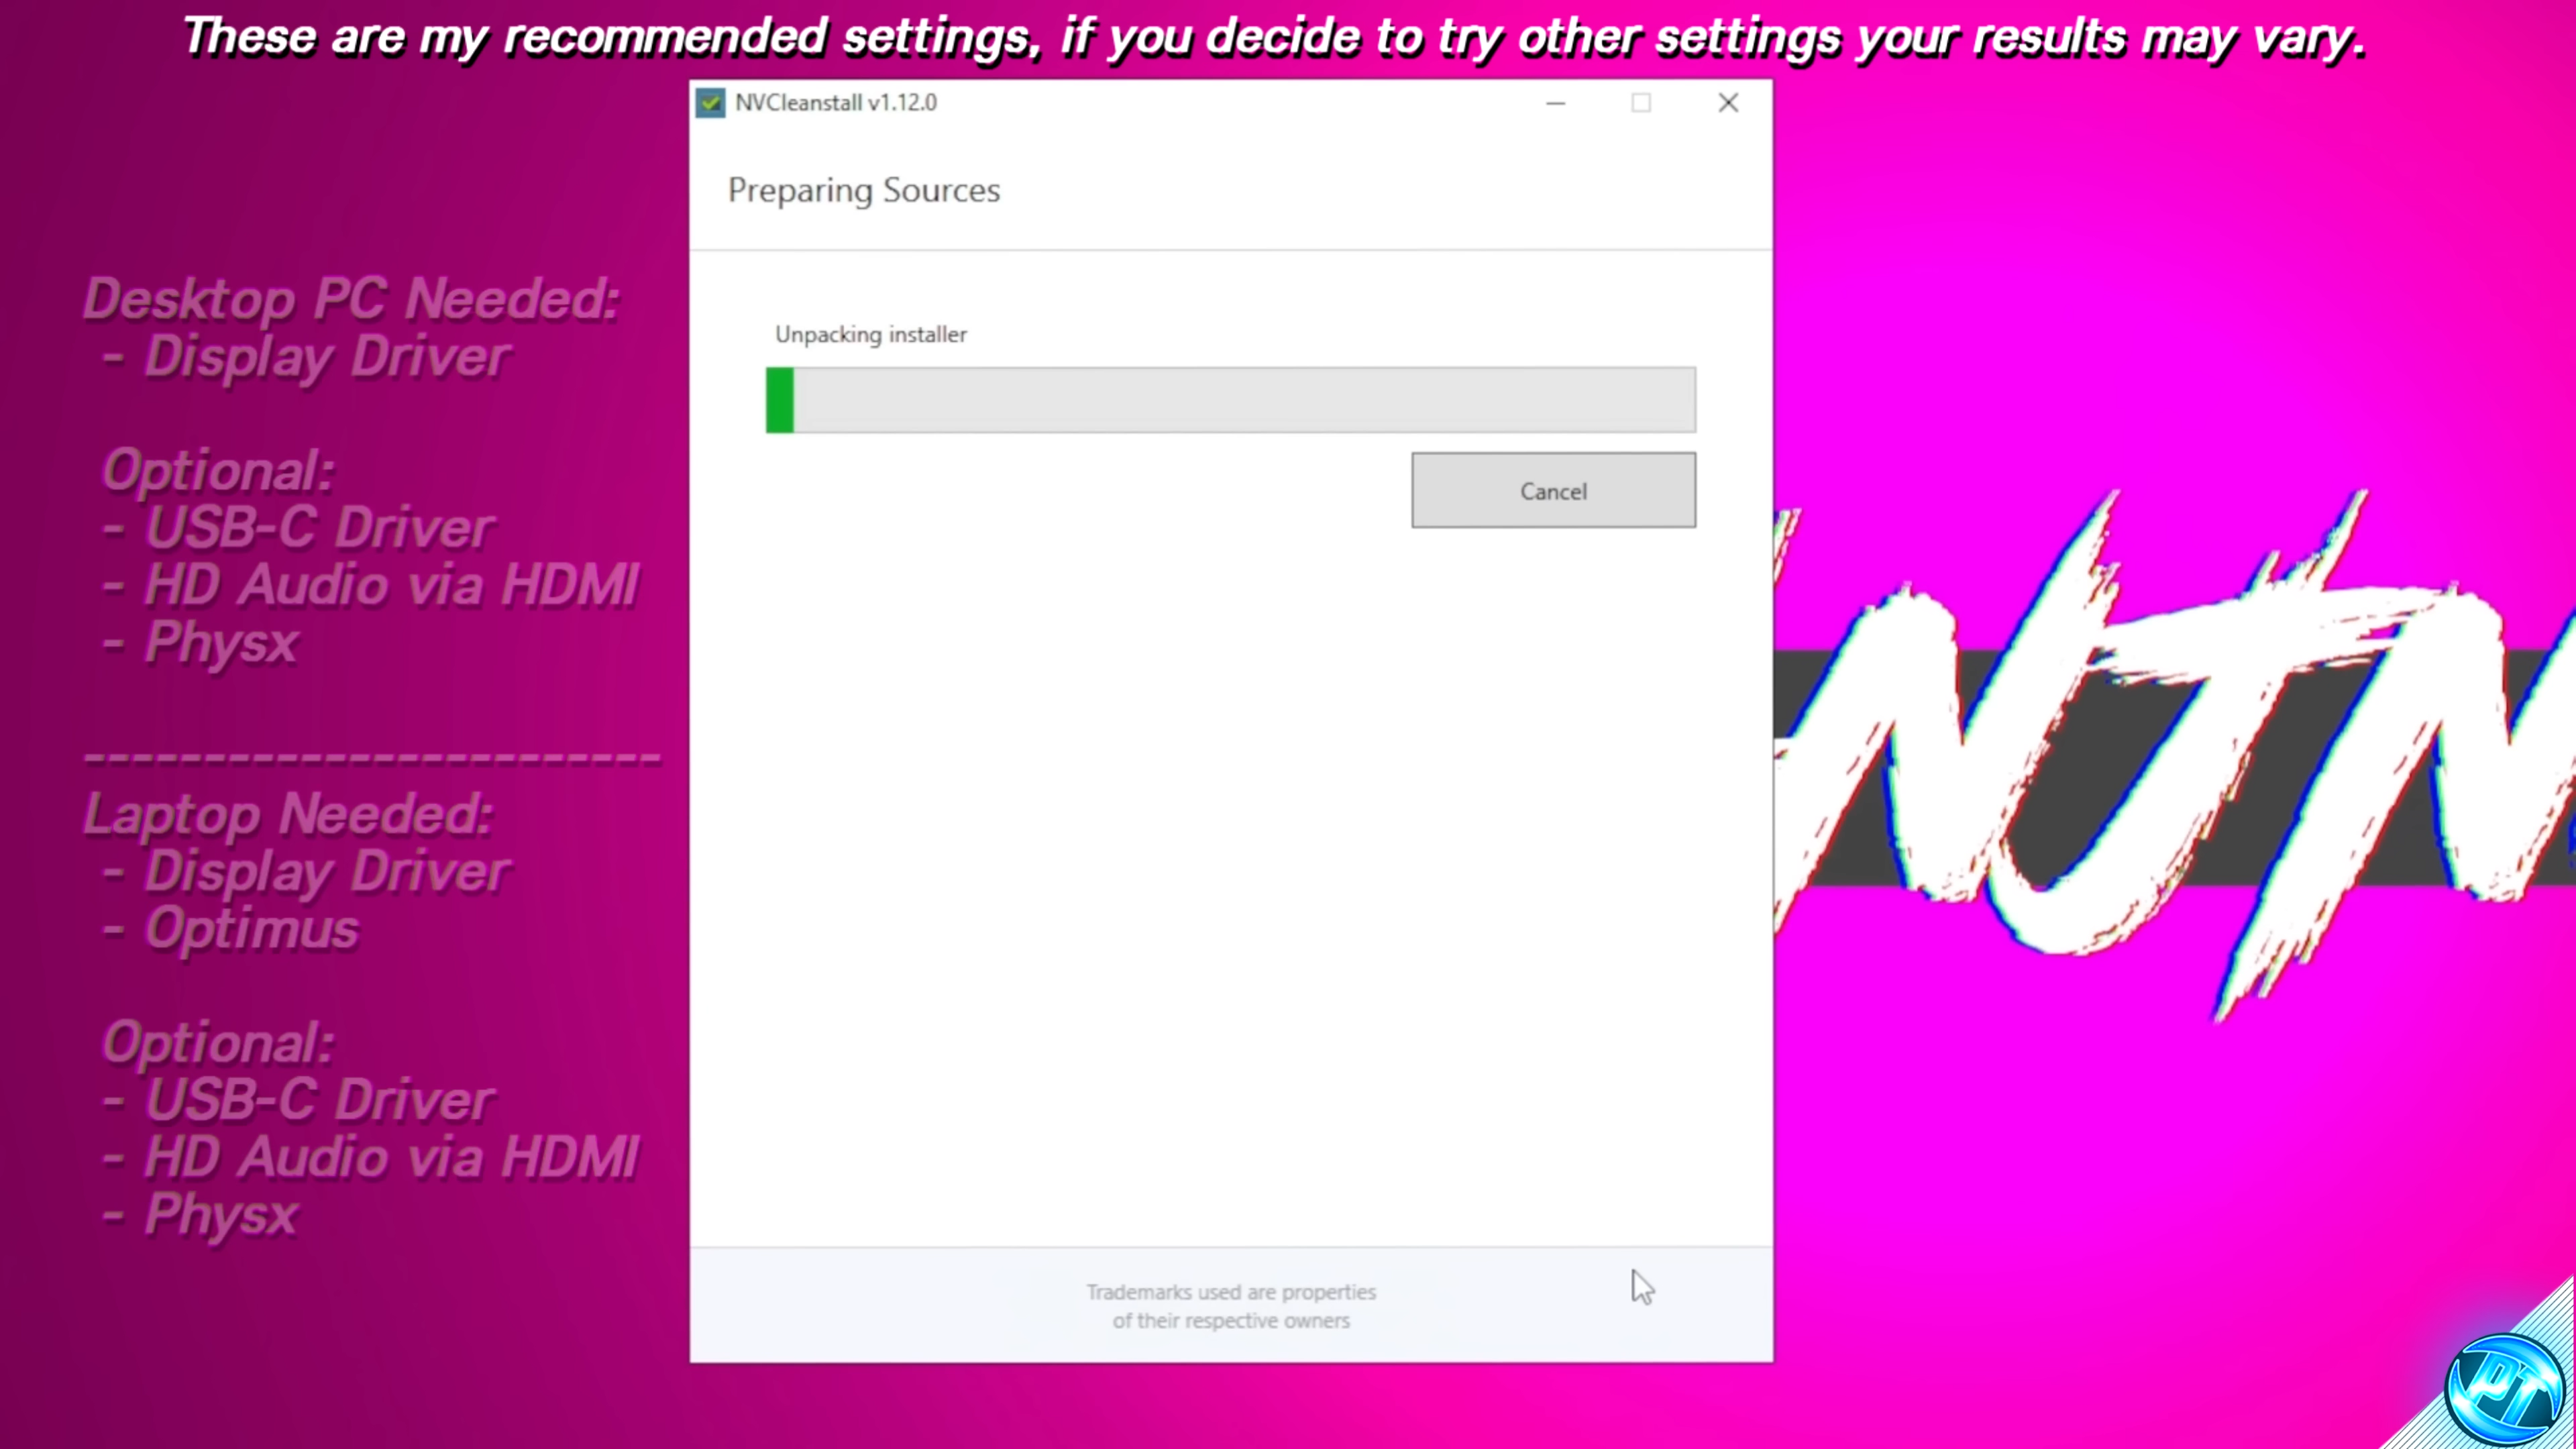 These are my recommended settings, if you decide to try other settings your results may vary.
NVCleanstall v1.12.0
Preparing Sources
Unpacking installer
Cancel
Desktop PC Needed:
- Display Driver
Optional:
- USB-C Driver
- HD Audio via HDMI
- Physx
------------------------
Laptop Needed:
- Display Driver
- Optimus
Optional:
- USB-C Driver
- HD Audio via HDMI
- Physx
Trademarks used are properties
of their respective owners
PT